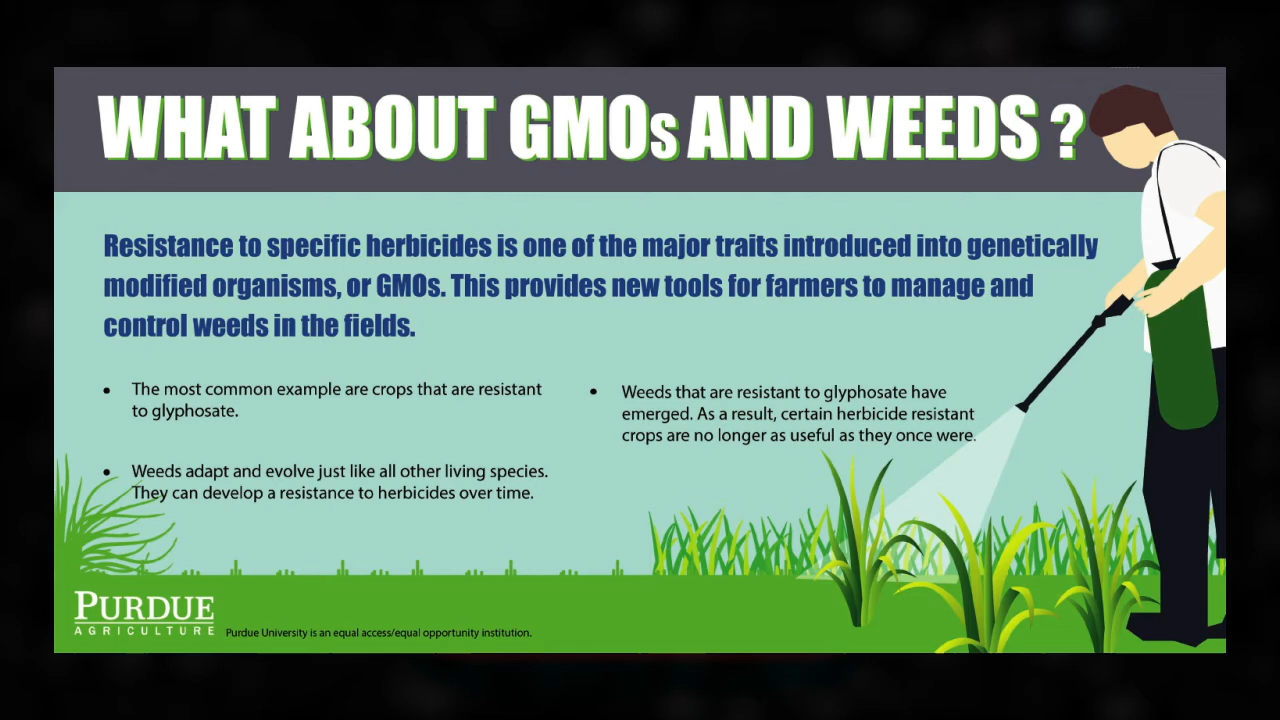 WHAT ABOUT GMOs AND WEEDS ?
Resistance to specific herbicides is one of the major traits introduced into genetically
modified organisms, or GMOs. This provides new tools for farmers to manage and
control weeds in the fields.
• The most common example are crops that are resistant
to glyphosate.
• Weeds adapt and evolve just like all other living species.
They can develop a resistance to herbicides over time.
• Weeds that are resistant to glyphosate have
emerged. As a result, certain herbicide resistant
crops are no longer as useful as they once were.
PURDUE
AGRICULTURE
Purdue University is an equal access/equal opportunity institution.